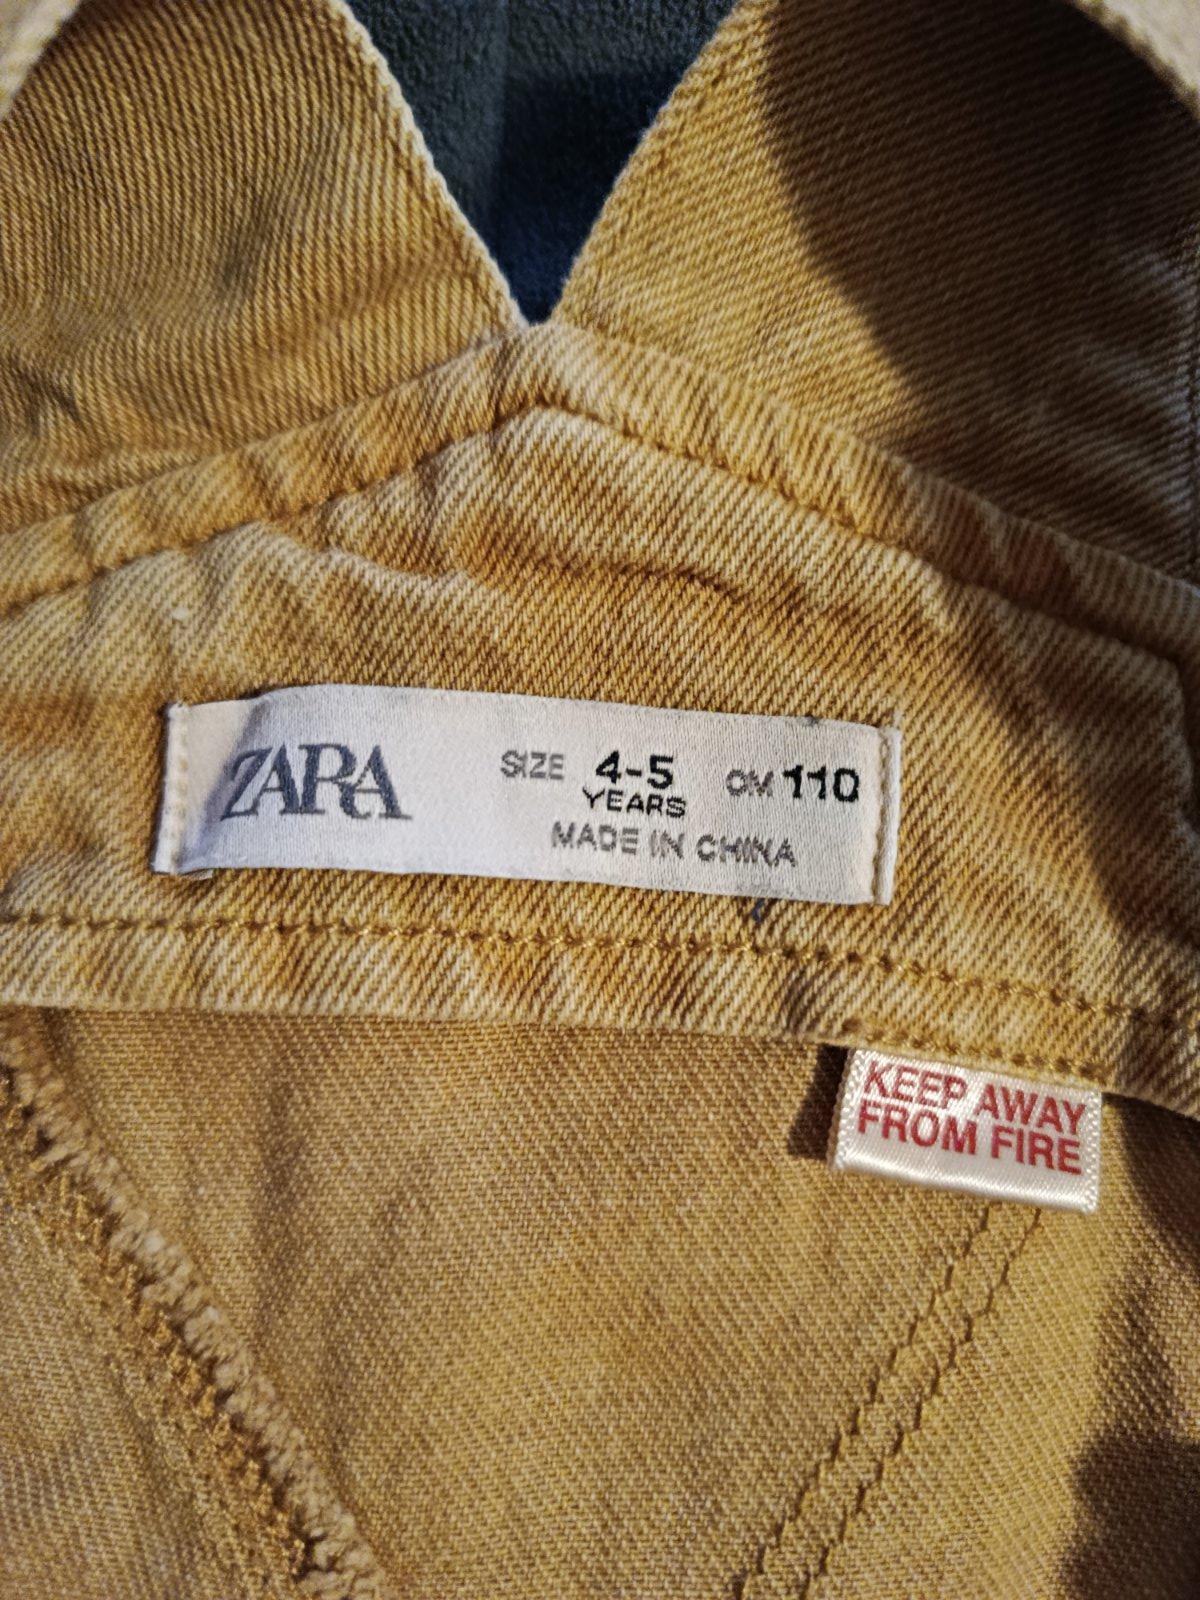 ZARA
SIZE 4-5 CM 110
YEARS
MADE IN CHINA
KEEP AWAY
FROM FIRE